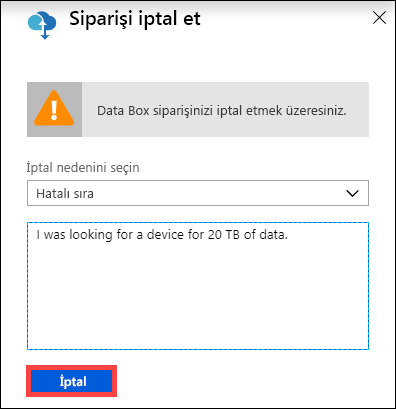 Siparişi iptal et
Data Box siparişinizi iptal etmek üzeresiniz.
İptal nedenini seçin
Hatalı sıra
I was looking for a device for 20 TB of data.
İptal